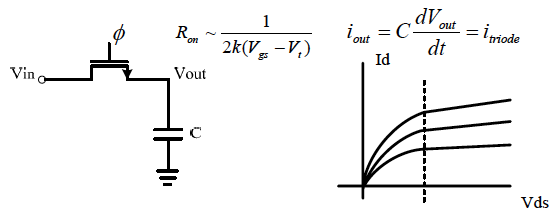 ϕ
R_on ~ 1 / 2k(V_gs − V_t)
i_out = C dV_out / dt = i_triode
Vin
Vout
C
Id
Vds